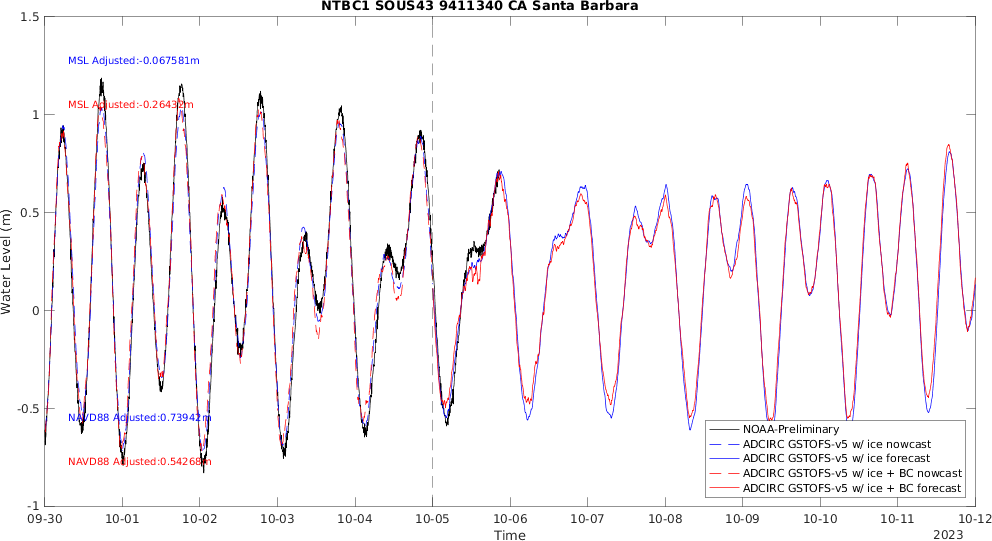 NTBC1 SOUS43 9411340 CA Santa Barbara
1.5
1
0.5
0
-0.5
-1
Water Level (m)
MSL Adjusted:-0.067581m
MSL Adjusted:-0.26432m
NAVD88 Adjusted:0.73942m
NAVD88 Adjusted:0.54268m
NOAA-Preliminary
ADCIRC GSTOFS-v5 w/ ice nowcast
ADCIRC GSTOFS-v5 w/ ice forecast
ADCIRC GSTOFS-v5 w/ ice + BC nowcast
ADCIRC GSTOFS-v5 w/ ice + BC forecast
09-30 10-01 10-02 10-03 10-04 10-05 10-06 10-07 10-08 10-09 10-10 10-11 10-12
Time
2023